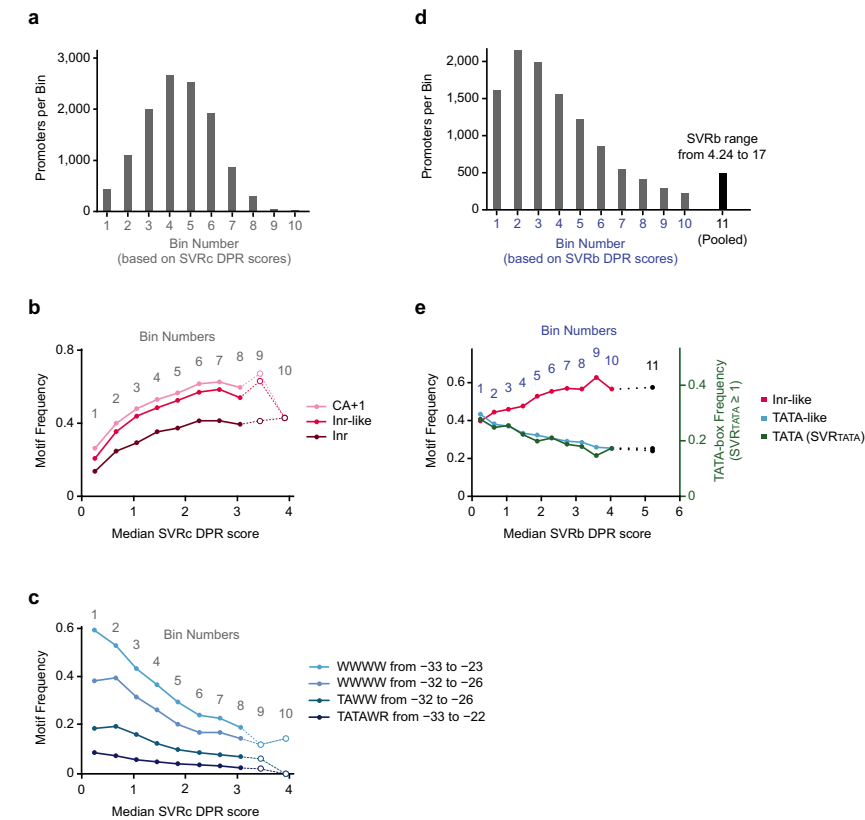 a
3,000
2,000
1,000
0
Promoters per Bin
1 2 3 4 5 6 7 8 9 10
Bin Number
(based on SVRc DPR scores)
d
2,000
1,500
1,000
500
0
Promoters per Bin
SVRb range
from 4.24 to 17
1 2 3 4 5 6 7 8 9 10 11
(Pooled)
Bin Number
(based on SVRb DPR scores)
b
Bin Numbers
0.8
0.4
0
Motif Frequency
1 2 3 4 5 6 7 8 9 10
CA+1
Inr-like
Inr
0 1 2 3 4
Median SVRc DPR score
e
Bin Numbers
0.6
0.4
0.2
0
Motif Frequency
1 2 3 4 5 6 7 8 9 10 11
0.4
0.2
0
TATA-box Frequency
(SVRTATA ≥ 1)
Inr-like
TATA-like
TATA (SVRTATA)
0 1 2 3 4 5 6
Median SVRb DPR score
c
Bin Numbers
0.6
0.4
0.2
0
Motif Frequency
1 2 3 4 5 6 7 8 9 10
WWWW from −33 to −23
WWWW from −32 to −26
TAWW from −32 to −26
TATAWR from −33 to −22
0 1 2 3 4
Median SVRc DPR score